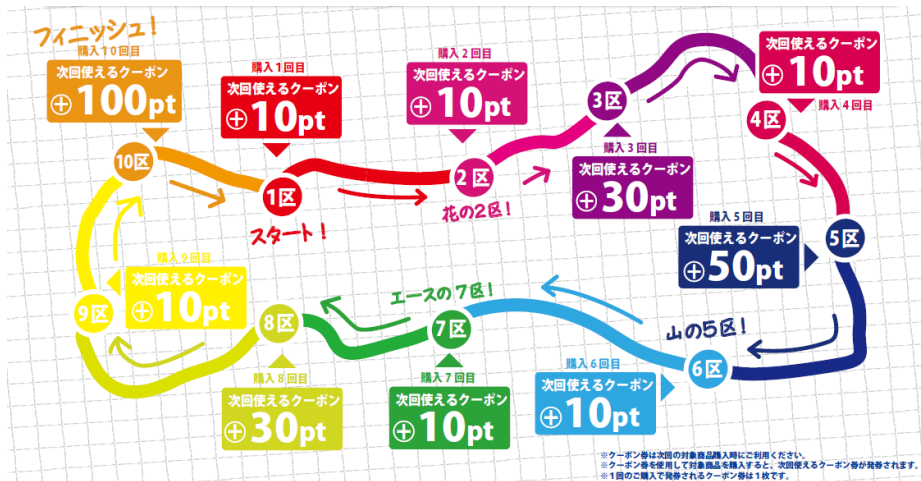 フィニッシュ!
購入10回目
次回使えるクーポン
+100pt
10区
購入1回目
次回使えるクーポン
+10pt
1区
スタート!
購入2回目
次回使えるクーポン
+10pt
2区
花の2区!
3区
購入3回目
次回使えるクーポン
+30pt
次回使えるクーポン
+10pt
購入4回目
4区
購入5回目
次回使えるクーポン
+50pt
5区
山の5区!
6区
購入6回目
次回使えるクーポン
+10pt
エースの7区!
7区
購入7回目
次回使えるクーポン
+10pt
8区
購入8回目
次回使えるクーポン
+30pt
購入9回目
次回使えるクーポン
+10pt
9区
※クーポン券は次回の対象商品購入時にご利用ください。
※クーポン券を使用して対象商品を購入すると、次回使えるクーポン券が発券されます。
※1回のご購入で発券されるクーポン券は1枚です。